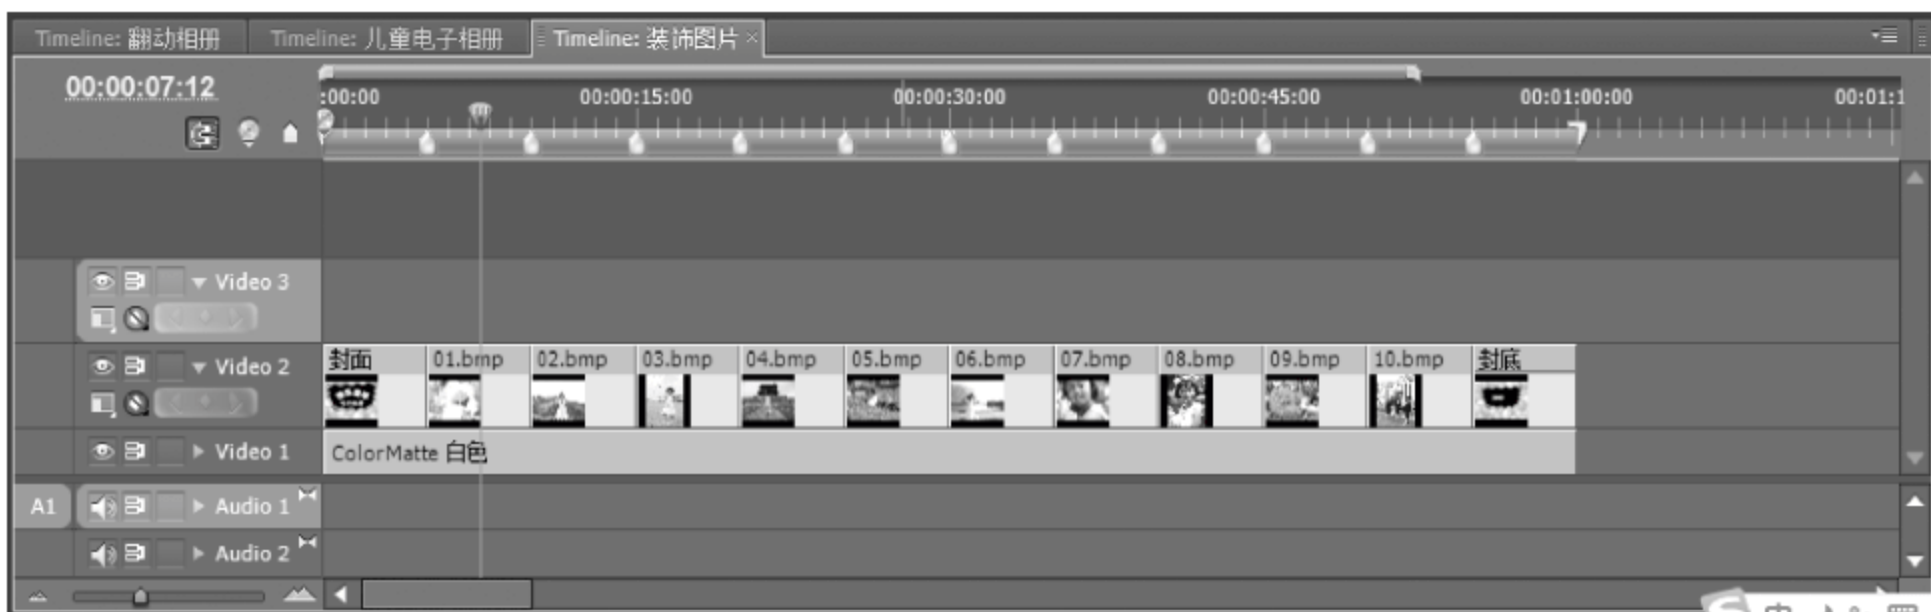 Timeline: 翻动相册 Timeline: 儿童电子相册 Timeline: 装饰图片 ×
00:00:07:12 :00:00 00:00:15:00 00:00:30:00 00:00:45:00 00:01:00:00 00:01:1
Video 3
Video 2 封面 01.bmp 02.bmp 03.bmp 04.bmp 05.bmp 06.bmp 07.bmp 08.bmp 09.bmp 10.bmp 封底
Video 1 ColorMatte 白色
A1 Audio 1
Audio 2